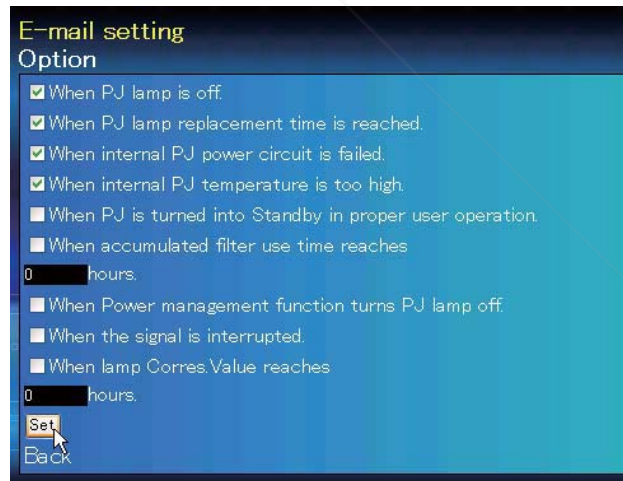 E-mail setting
Option
When PJ lamp is off.
When PJ lamp replacement time is reached.
When internal PJ power circuit is failed.
When internal PJ temperature is too high.
When PJ is turned into Standby in proper user operation.
When accumulated filter use time reaches
0 hours.
When Power management function turns PJ lamp off.
When the signal is interrupted.
When lamp Corres.Value reaches
0 hours.
Set
Back